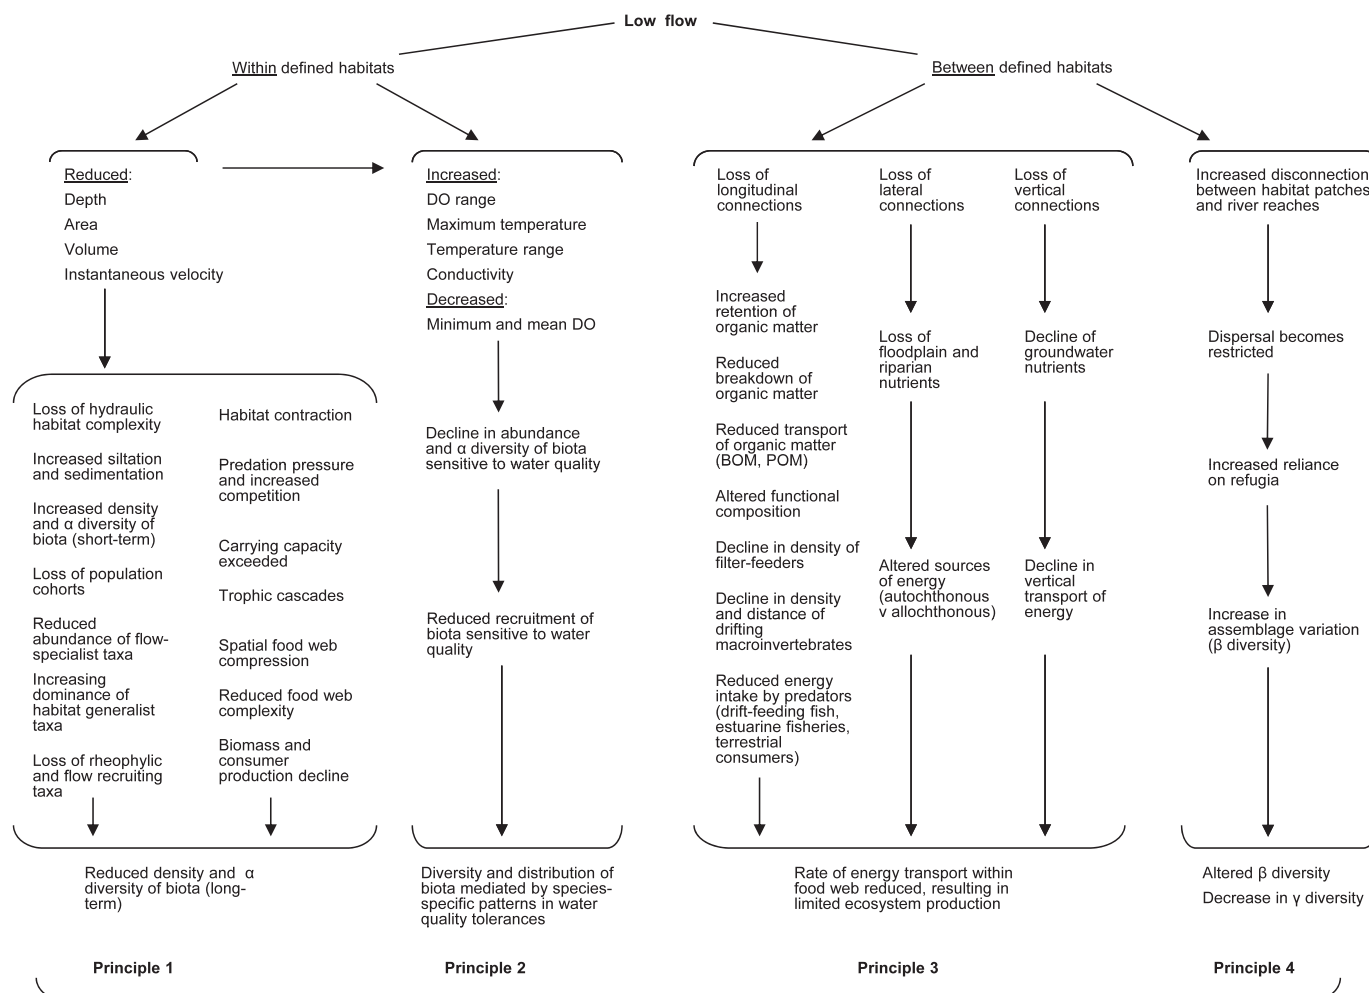 Low flow
Within defined habitats
Between defined habitats
Reduced:
Depth
Area
Volume
Instantaneous velocity
Increased:
DO range
Maximum temperature
Temperature range
Conductivity
Decreased:
Minimum and mean DO
Loss of
longitudinal
connections
Loss of
lateral
connections
Loss of
vertical
connections
Increased disconnection
between habitat patches
and river reaches
Loss of hydraulic
habitat complexity
Increased siltation
and sedimentation
Increased density
and α diversity of
biota (short-term)
Loss of population
cohorts
Reduced
abundance of flow-
specialist taxa
Increasing
dominance of
habitat generalist
taxa
Loss of rheophylic
and flow recruiting
taxa
Habitat contraction
Predation pressure
and increased
competition
Carrying capacity
exceeded
Trophic cascades
Spatial food web
compression
Reduced food web
complexity
Biomass and
consumer
production decline
Decline in abundance
and α diversity of biota
sensitive to water quality
Reduced recruitment of
biota sensitive to water
quality
Increased
retention of
organic matter
Reduced
breakdown of
organic matter
Reduced transport
of organic matter
(BOM, POM)
Altered functional
composition
Decline in density of
filter-feeders
Decline in density
and distance of
drifting
macroinvertebrates
Reduced energy
intake by predators
(drift-feeding fish,
estuarine fisheries,
terrestrial
consumers)
Loss of
floodplain and
riparian
nutrients
Altered sources
of energy
(autochthonous
v allochthonous)
Decline of
groundwater
nutrients
Decline in
vertical
transport of
energy
Dispersal becomes
restricted
Increased reliance
on refugia
Increase in
assemblage variation
(β diversity)
Reduced density and α
diversity of biota (long-
term)
Diversity and distribution of
biota mediated by species-
specific patterns in water
quality tolerances
Rate of energy transport within
food web reduced, resulting in
limited ecosystem production
Altered β diversity
Decrease in γ diversity
Principle 1
Principle 2
Principle 3
Principle 4